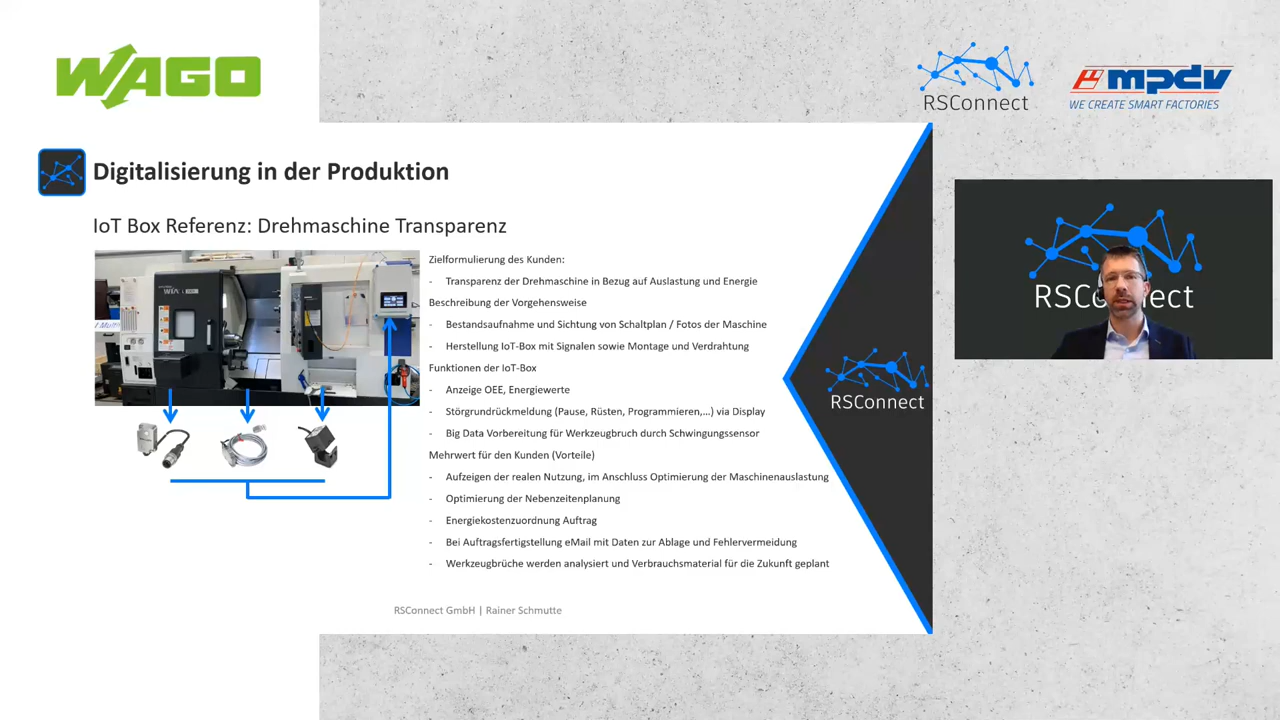 WAGO
RSConnect
mpdv
WE CREATE SMART FACTORIES
Digitalisierung in der Produktion
IoT Box Referenz: Drehmaschine Transparenz
Zielformulierung des Kunden:
- Transparenz der Drehmaschine in Bezug auf Auslastung und Energie
Beschreibung der Vorgehensweise
- Bestandsaufnahme und Sichtung von Schaltplan / Fotos der Maschine
- Herstellung IoT-Box mit Signalen sowie Montage und Verdrahtung
Funktionen der IoT-Box
- Anzeige OEE, Energiewerte
- Störgrundrückmeldung (Pause, Rüsten, Programmieren,...) via Display
- Big Data Vorbereitung für Werkzeugbruch durch Schwingungssensor
Mehrwert für den Kunden (Vorteile)
- Aufzeigen der realen Nutzung, im Anschluss Optimierung der Maschinenauslastung
- Optimierung der Nebenzeitenplanung
- Energiekostenzuordnung Auftrag
- Bei Auftragsfertigstellung eMail mit Daten zur Ablage und Fehlervermeidung
- Werkzeugbrüche werden analysiert und Verbrauchsmaterial für die Zukunft geplant
RSConnect GmbH | Rainer Schmutte
RSConnect
RSConnect